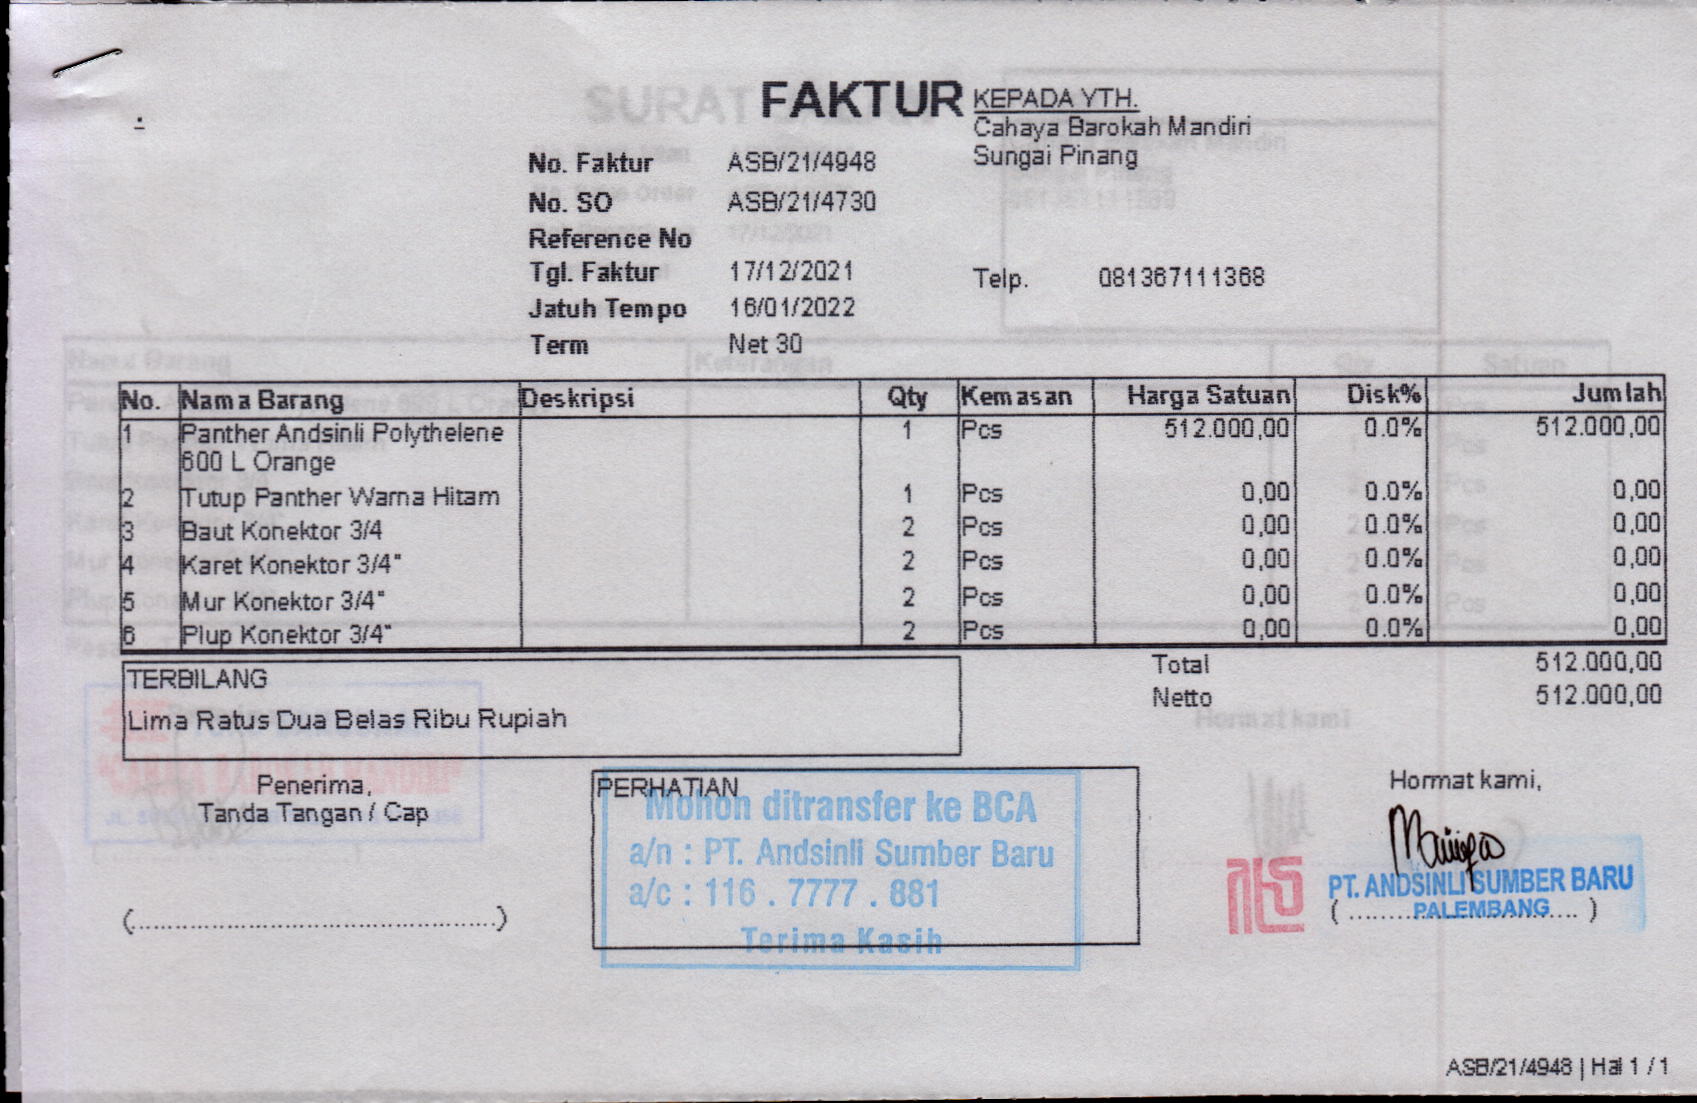 FAKTUR
KEPADA YTH.
Cahaya Barokah Mandiri
Sungai Pinang
No. Faktur ASB/21/4948
No. SO ASB/21/4730
Reference No
Tgl. Faktur 17/12/2021
Telp. 081367111368
Jatuh Tempo 16/01/2022
Term Net 30
No. Nama Barang Deskripsi Qty Kemasan Harga Satuan Disk% Jumlah
1 Panther Andsinli Polythelene 1 Pcs 512.000,00 0.0% 512.000,00
600 L Orange
2 Tutup Panther Warna Hitam 1 Pcs 0,00 0.0% 0,00
3 Baut Konektor 3/4 2 Pcs 0,00 0.0% 0,00
4 Karet Konektor 3/4" 2 Pcs 0,00 0.0% 0,00
5 Mur Konektor 3/4" 2 Pcs 0,00 0.0% 0,00
6 Plup Konektor 3/4" 2 Pcs 0,00 0.0% 0,00
Total 512.000,00
Netto 512.000,00
TERBILANG
Lima Ratus Dua Belas Ribu Rupiah
Penerima,
Tanda Tangan / Cap
(................................................)
PERHATIAN
Mohon ditransfer ke BCA
a/n : PT. Andsinli Sumber Baru
a/c : 116 . 7777 . 881
Terima Kasih
Hormat kami,
PT. ANDSINLI SUMBER BARU
PALEMBANG
ASB/21/4948 | Hal 1 / 1